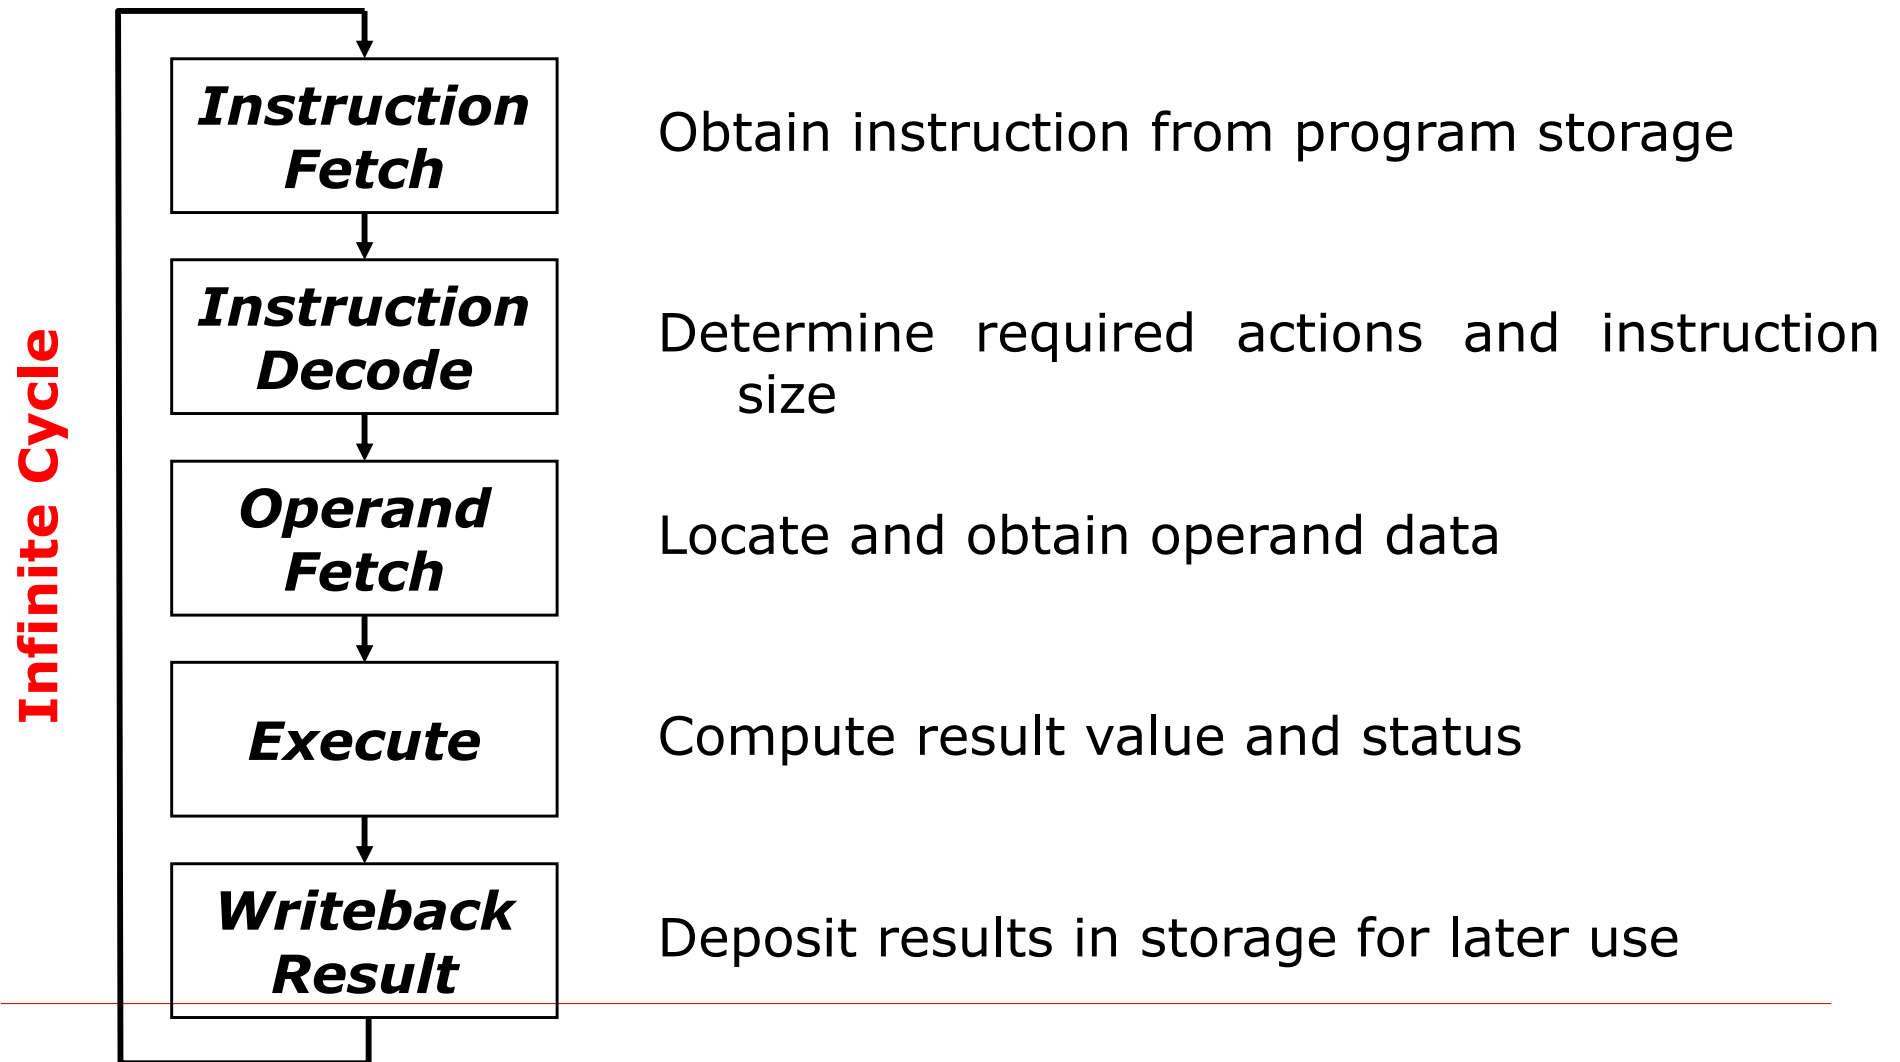 Infinite Cycle
Instruction
Fetch
Obtain instruction from program storage
Instruction
Decode
Determine required actions and instruction
size
Operand
Fetch
Locate and obtain operand data
Execute
Compute result value and status
Writeback
Result
Deposit results in storage for later use